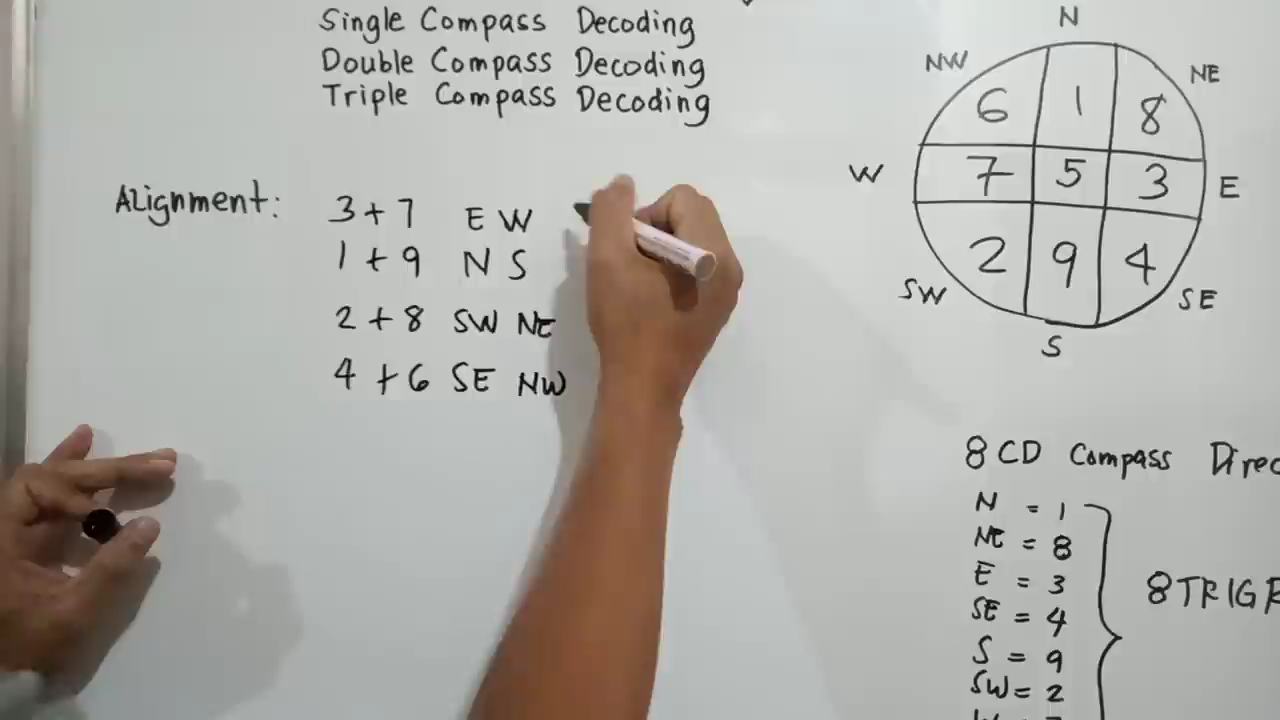 Single Compass Decoding
Double Compass Decoding
Triple Compass Decoding
Alignment: 3+7 E W
1+9 N S
2+8 SW NE
4+6 SE NW
N
NW NE
6 1 8
W 7 5 3 E
2 9 4
SW SE
S
8CD Compass Direc
N = 1
NE = 8
E = 3
SE = 4
8TRIGR
S = 9
SW = 2